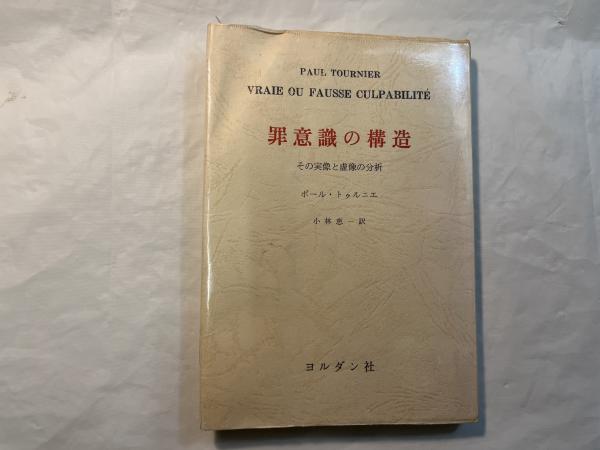 PAUL TOURNIER
VRAIE OU FAUSSE CULPABILITÉ
罪意識の構造
その実像と虚像の分析
ポール・トゥルニエ
小林恵一訳
ヨルダン社